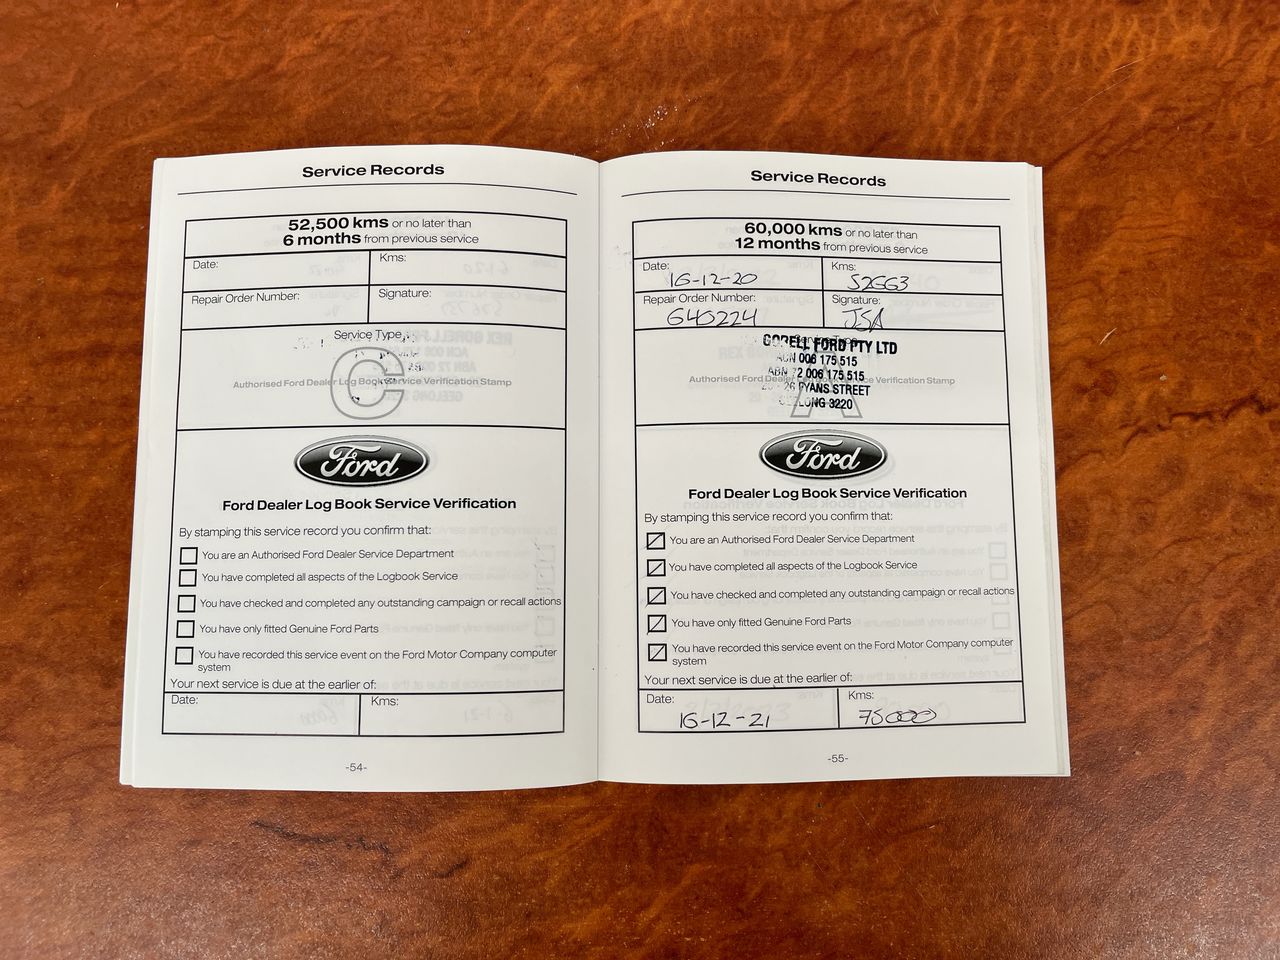 Service Records
52,500 kms or no later than
6 months from previous service
Date:
Kms:
Repair Order Number:
Signature:
Service Type
C
Authorised Ford Dealer Log Book Service Verification Stamp
Ford
Ford Dealer Log Book Service Verification
By stamping this service record you confirm that:
You are an Authorised Ford Dealer Service Department
You have completed all aspects of the Logbook Service
You have checked and completed any outstanding campaign or recall actions
You have only fitted Genuine Ford Parts
You have recorded this service event on the Ford Motor Company computer
system
Your next service is due at the earlier of:
Date:
Kms:
-54-
Service Records
60,000 kms or no later than
12 months from previous service
Date: 16-12-20
Kms: 52663
Repair Order Number: 640224
Signature: JSA
Service Type
GORELL FORD PTY LTD
ACN 006 175 515
ABN 72 006 175 515
26 RYANS STREET
GEELONG 3220
A
Authorised Ford Dealer Log Book Service Verification Stamp
Ford
Ford Dealer Log Book Service Verification
By stamping this service record you confirm that:
You are an Authorised Ford Dealer Service Department
You have completed all aspects of the Logbook Service
You have checked and completed any outstanding campaign or recall actions
You have only fitted Genuine Ford Parts
You have recorded this service event on the Ford Motor Company computer
system
Your next service is due at the earlier of:
Date: 16-12-21
Kms: 75000
-55-